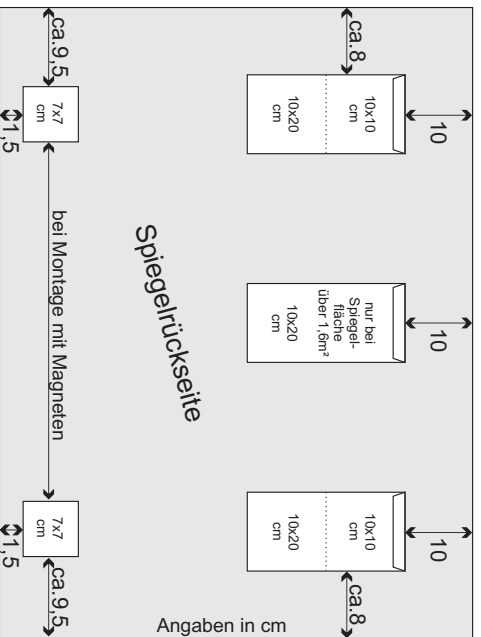 10
10
10
ca.8
10x10
cm
10x20
cm
nur bei
Spiegel-
fläche
über 1,6m²
10x20
cm
10x10
cm
10x20
cm
ca.8
Spiegelrückseite
ca.9,5
7x7
cm
1,5
bei Montage mit Magneten
7x7
cm
1,5
ca.9,5
Angaben in cm